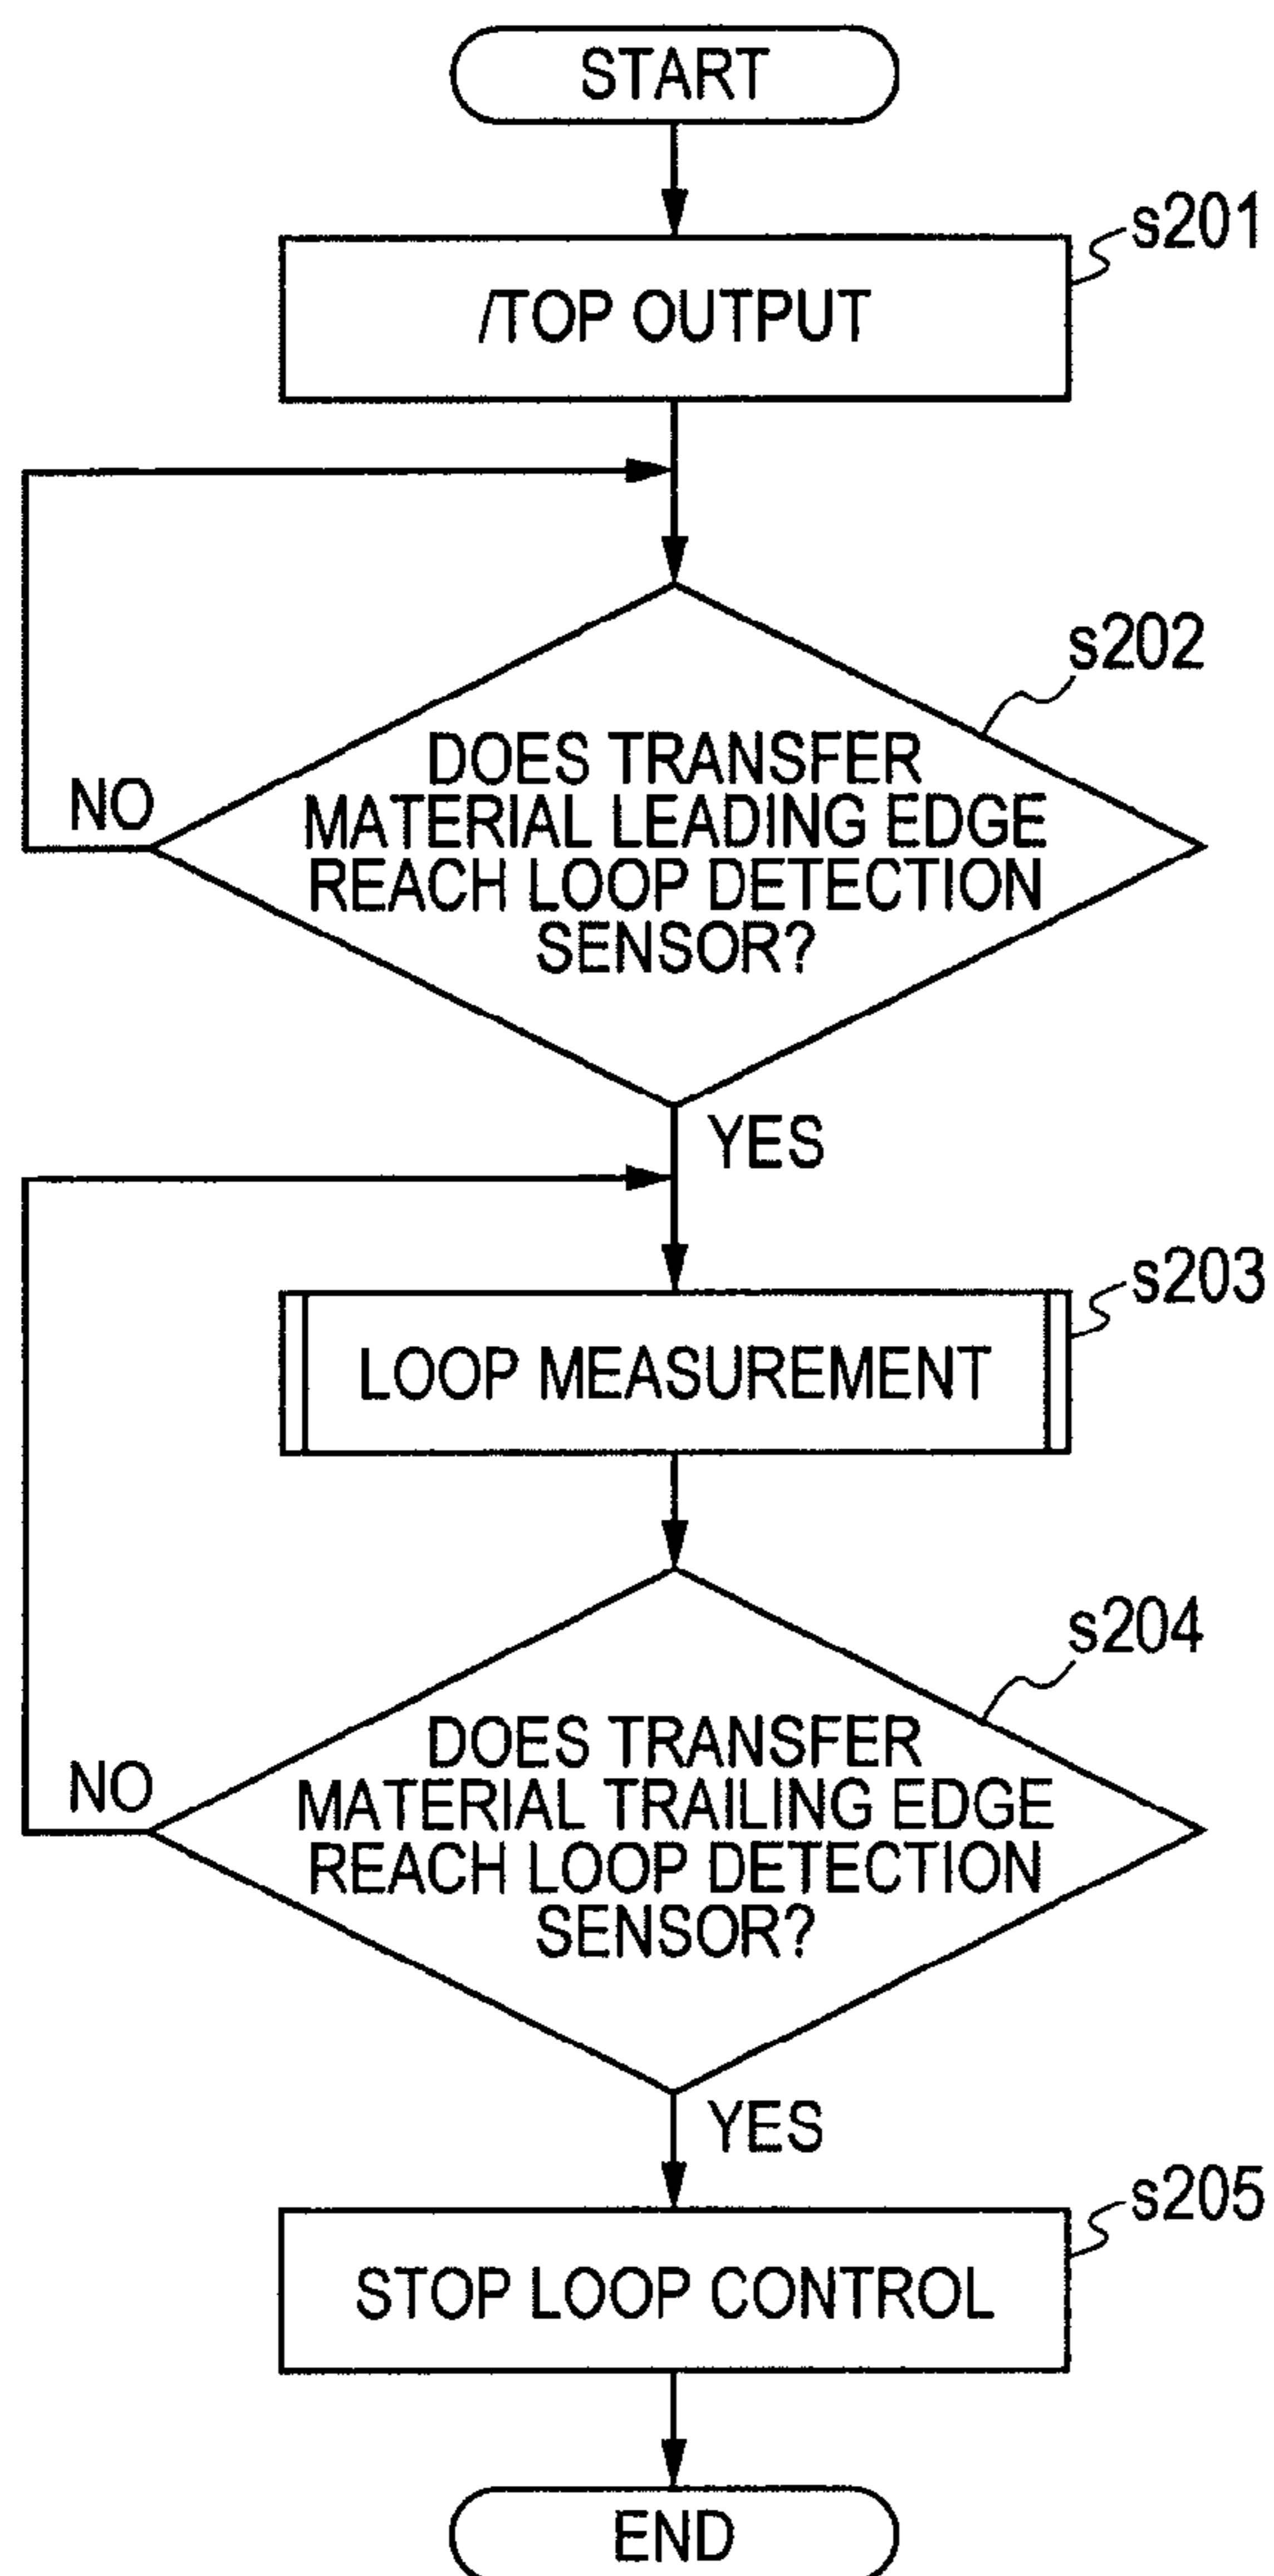 START
s201
/TOP OUTPUT
s202
DOES TRANSFER
MATERIAL LEADING EDGE
REACH LOOP DETECTION
SENSOR?
NO
YES
s203
LOOP MEASUREMENT
s204
DOES TRANSFER
MATERIAL TRAILING EDGE
REACH LOOP DETECTION
SENSOR?
NO
YES
s205
STOP LOOP CONTROL
END